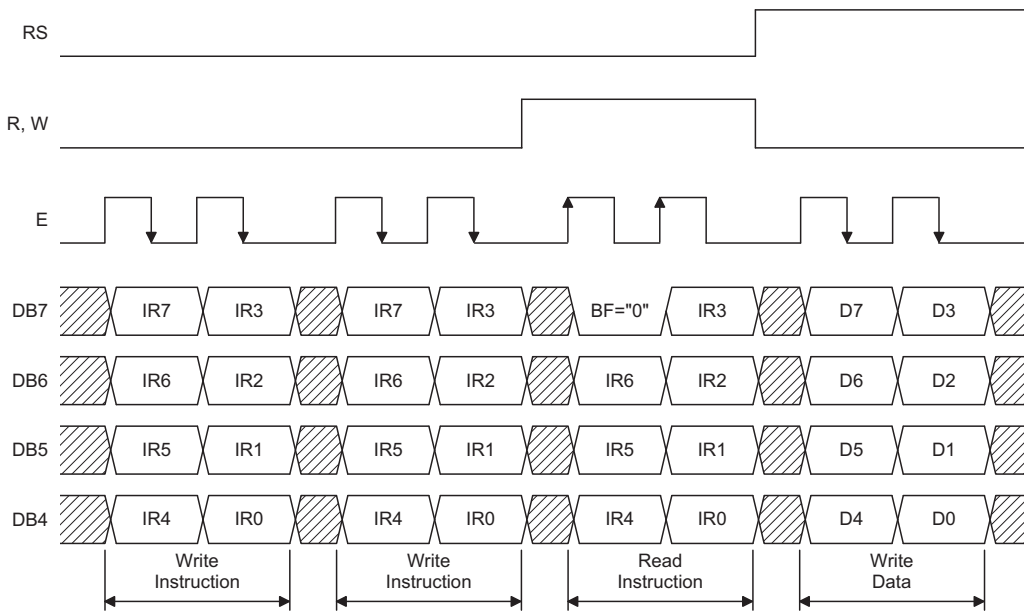 RS
R, W
E
DB7 IR7 IR3 IR7 IR3 BF="0" IR3 D7 D3
DB6 IR6 IR2 IR6 IR2 IR6 IR2 D6 D2
DB5 IR5 IR1 IR5 IR1 IR5 IR1 D5 D1
DB4 IR4 IR0 IR4 IR0 IR4 IR0 D4 D0
Write Write Read Write
Instruction Instruction Instruction Data